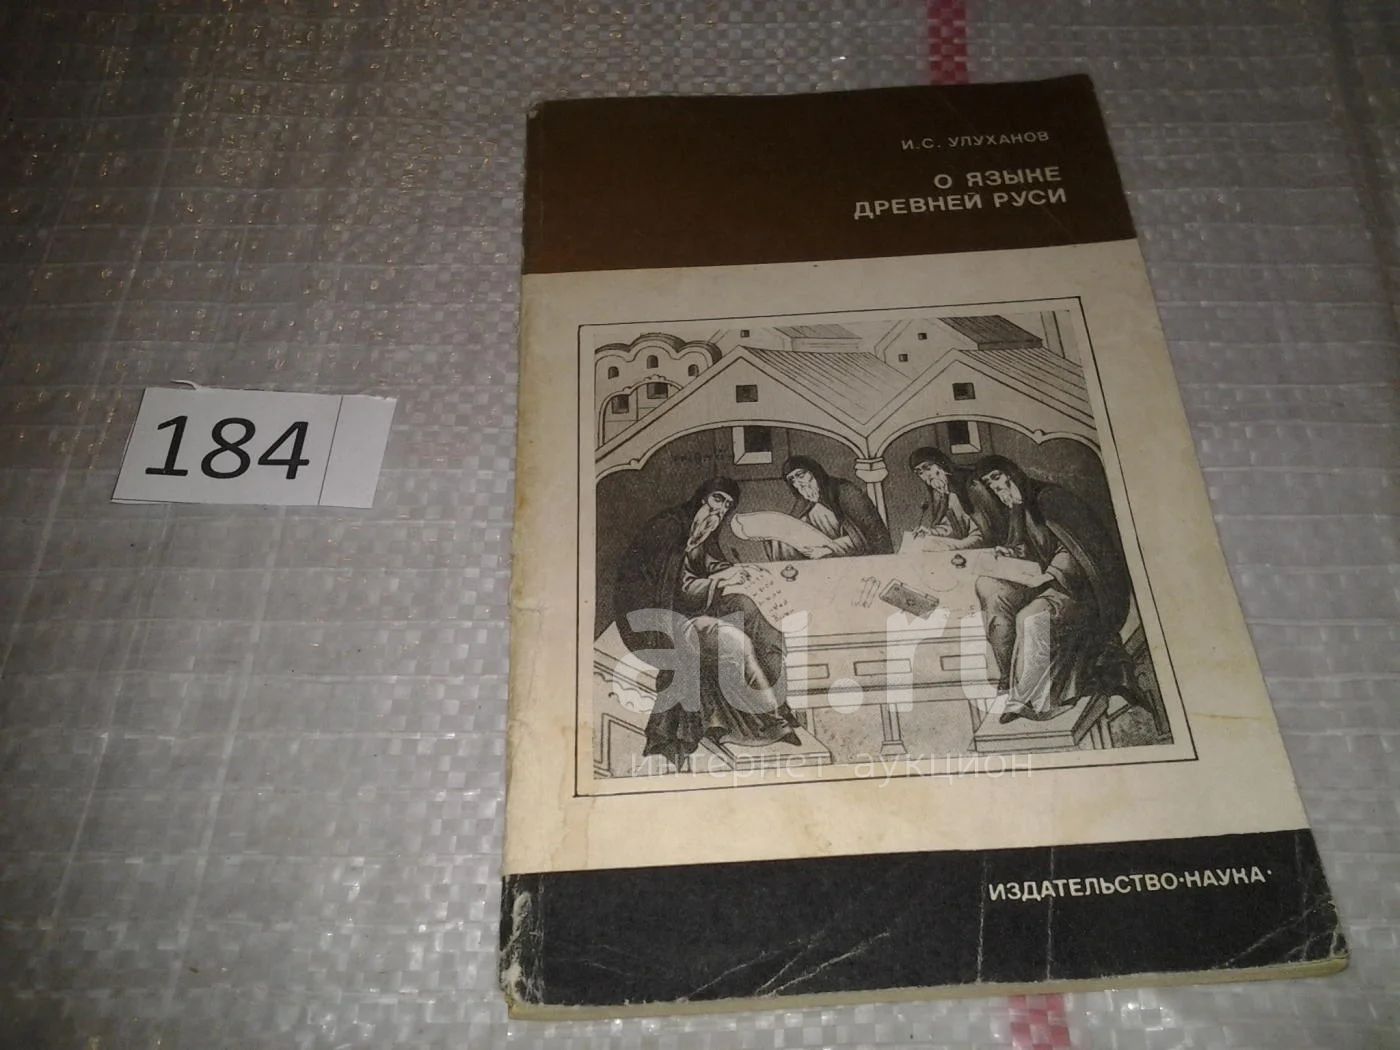 И.С. УЛУХАНОВ
О ЯЗЫКЕ
ДРЕВНЕЙ РУСИ
184
au.ru
интернет аукцион
ИЗДАТЕЛЬСТВО·НАУКА·